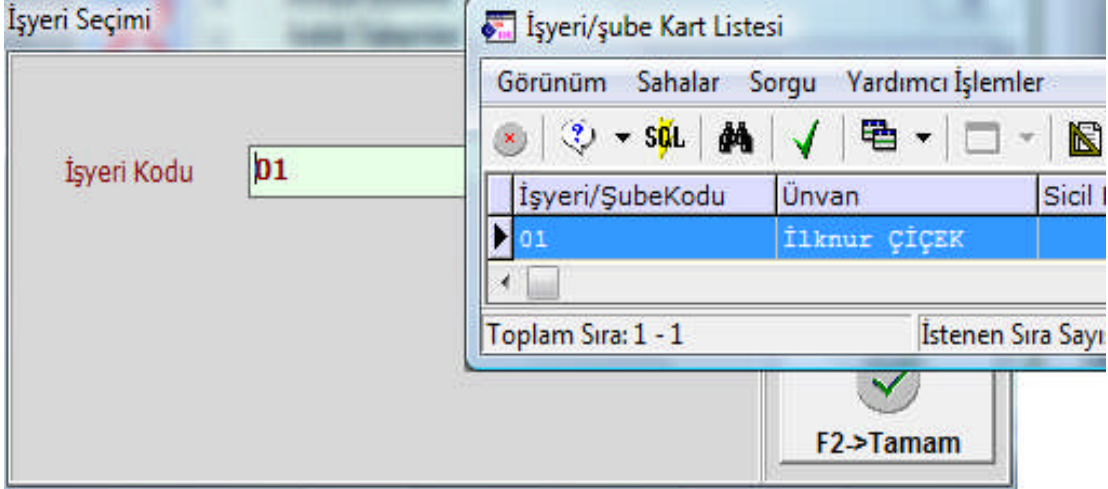 İşyeri Seçimi
İşyeri/şube Kart Listesi
Görünüm Sahalar Sorgu Yardımcı İşlemler
SQL
İşyeri Kodu 01
İşyeri/ŞubeKodu Ünvan Sicil
01 İlknur ÇİÇEK
Toplam Sıra: 1 - 1 İstenen Sıra Sayı
F2->Tamam